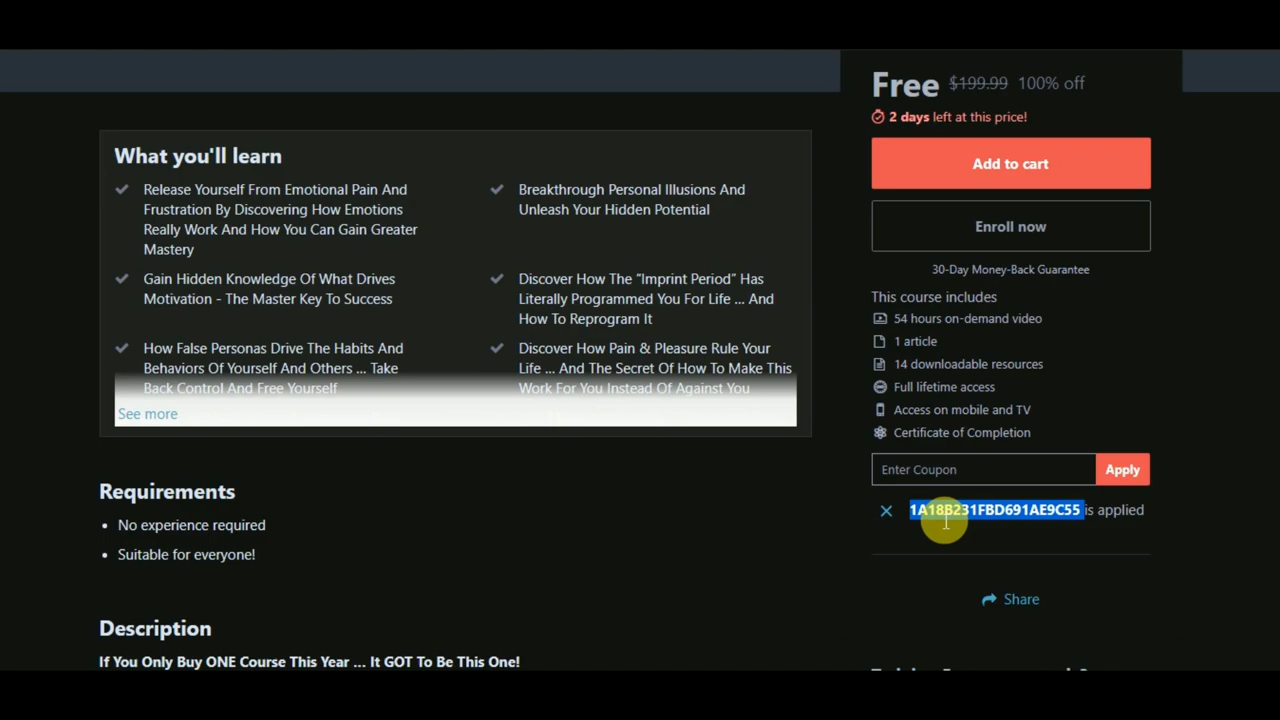 What you'll learn
Release Yourself From Emotional Pain And
Frustration By Discovering How Emotions
Really Work And How You Can Gain Greater
Mastery
Breakthrough Personal Illusions And
Unleash Your Hidden Potential
Gain Hidden Knowledge Of What Drives
Motivation - The Master Key To Success
Discover How The "Imprint Period" Has
Literally Programmed You For Life ... And
How To Reprogram It
How False Personas Drive The Habits And
Behaviors Of Yourself And Others ... Take
Back Control And Free Yourself
Discover How Pain & Pleasure Rule Your
Life ... And The Secret Of How To Make This
Work For You Instead Of Against You
See more
Requirements
No experience required
Suitable for everyone!
Description
If You Only Buy ONE Course This Year ... It GOT To Be This One!
Free $199.99 100% off
2 days left at this price!
Add to cart
Enroll now
30-Day Money-Back Guarantee
This course includes
54 hours on-demand video
1 article
14 downloadable resources
Full lifetime access
Access on mobile and TV
Certificate of Completion
Enter Coupon
Apply
1A18B231FBD691AE9C55 is applied
Share